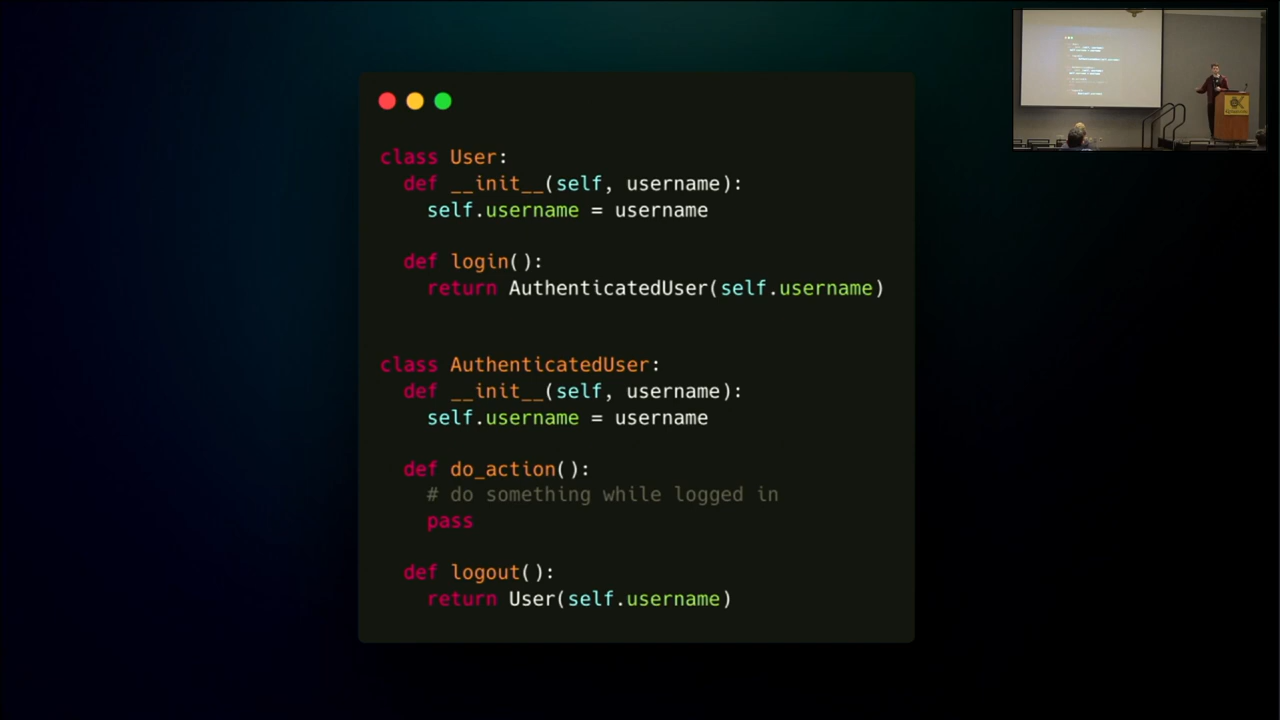 class User:
  def __init__(self, username):
    self.username = username
  def login():
    return AuthenticatedUser(self.username)
class AuthenticatedUser:
  def __init__(self, username):
    self.username = username
  def do_action():
    # do something while logged in
    pass
  def logout():
    return User(self.username)